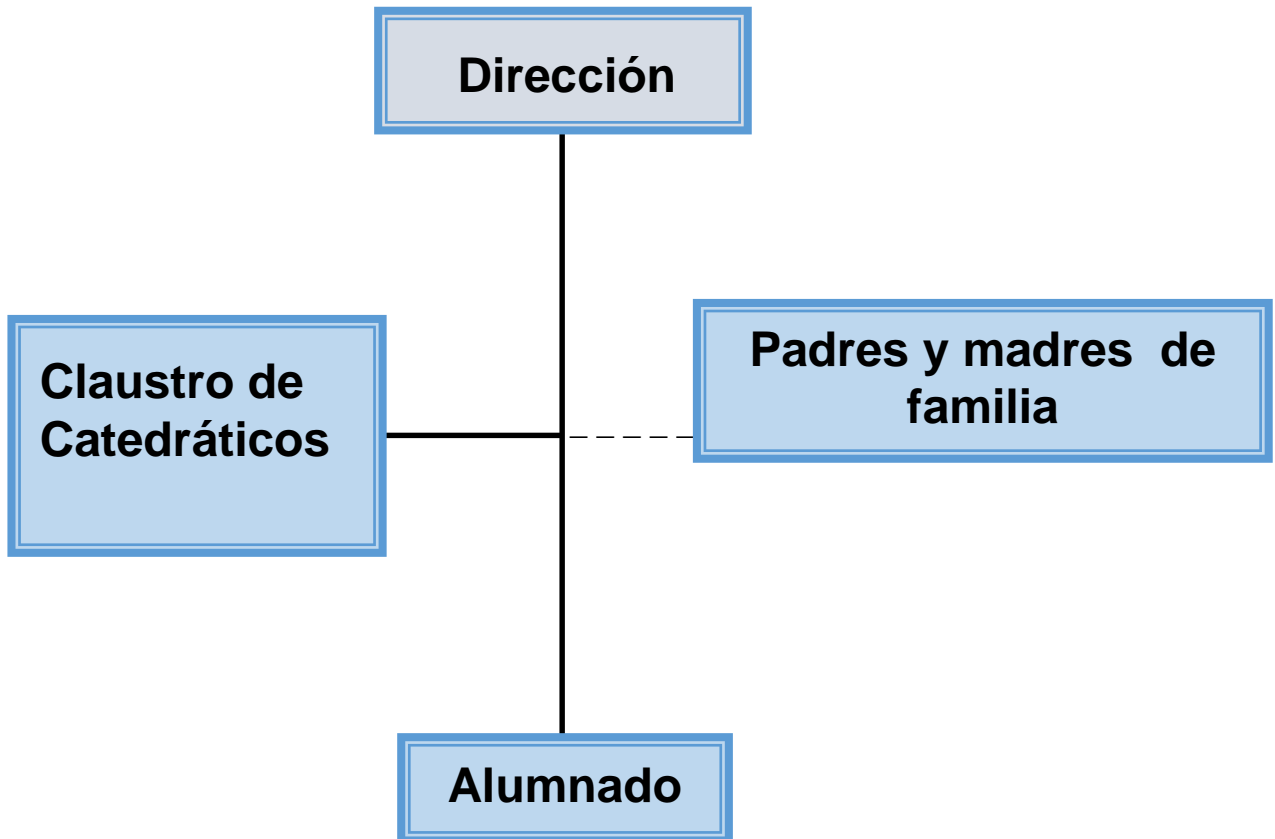 Dirección
Claustro de
Catedráticos
Padres y madres de
familia
Alumnado